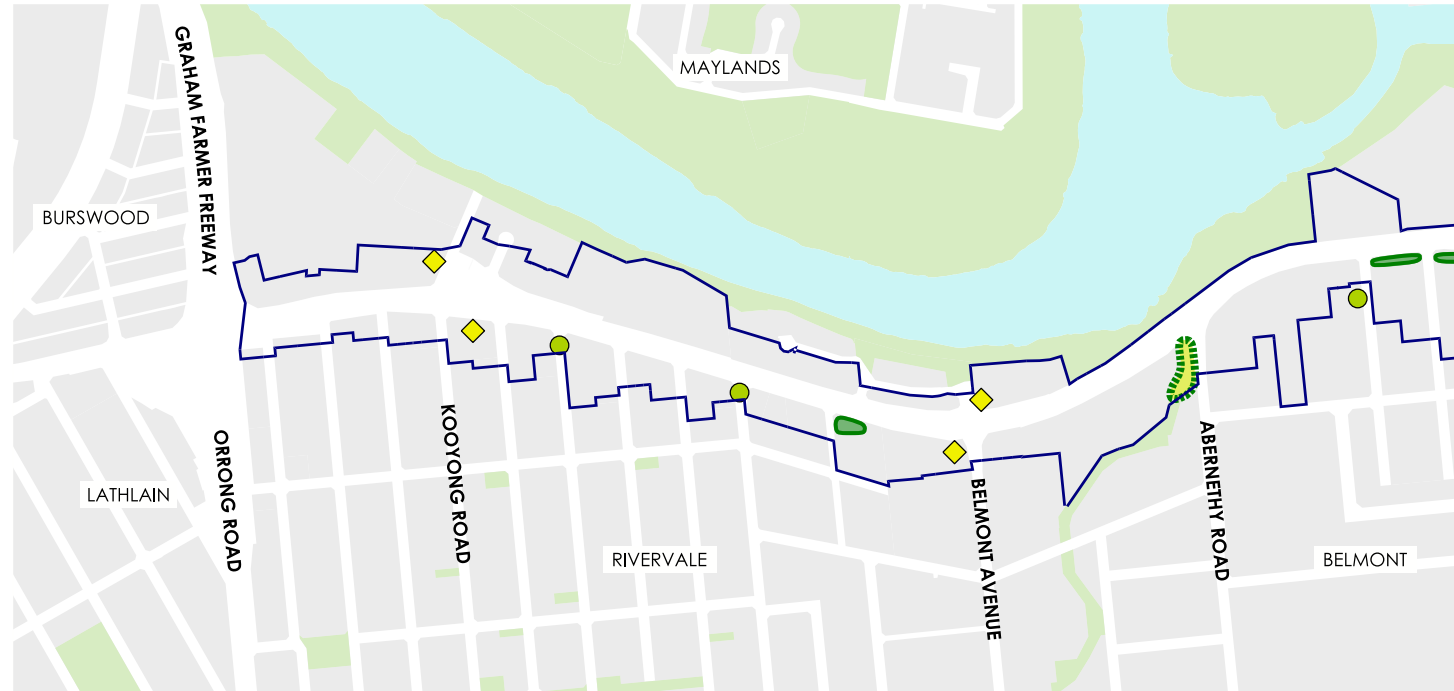 MAYLANDS
GRAHAM FARMER FREEWAY
BURSWOOD
KOOYONG ROAD
ORRONG ROAD
LATHLAIN
RIVERVALE
BELMONT AVENUE
ABERNETHY ROAD
BELMONT